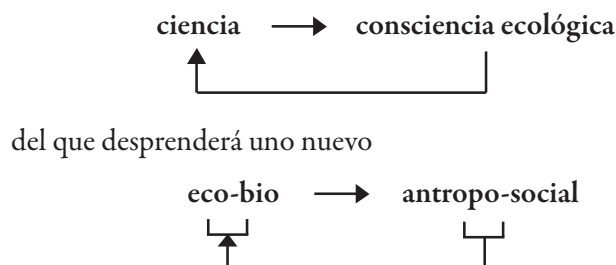 ciencia consciencia ecológica
del que desprenderá uno nuevo
eco-bio antropo-social